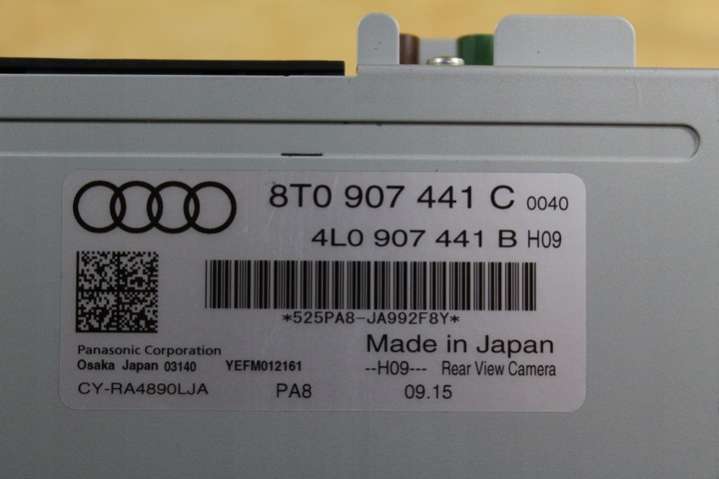 8T0 907 441 C 0040
4L0 907 441 B H09
*525PA8-JA992F8Y*
Panasonic Corporation
Made in Japan
Osaka Japan 03140 YEFM012161
--H09--- Rear View Camera
CY-RA4890LJA PA8 09.15